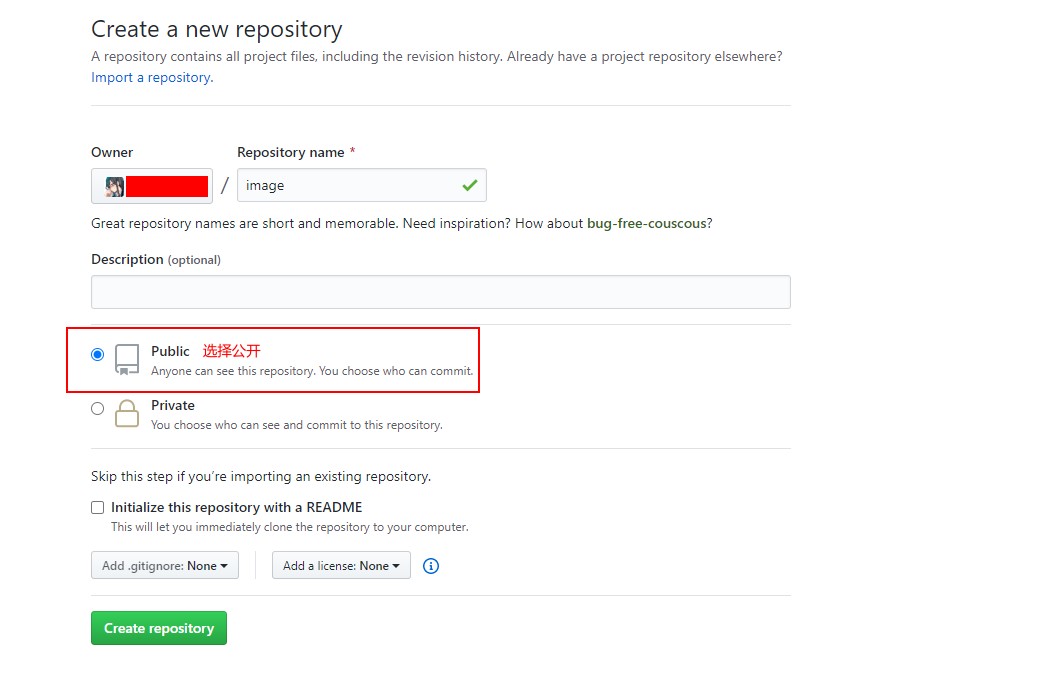 Create a new repository
A repository contains all project files, including the revision history. Already have a project repository elsewhere?
Import a repository.
Owner
Repository name *
/
image
Great repository names are short and memorable. Need inspiration? How about bug-free-couscous?
Description (optional)
Public 选择公开
Anyone can see this repository. You choose who can commit.
Private
You choose who can see and commit to this repository.
Skip this step if you’re importing an existing repository.
Initialize this repository with a README
This will let you immediately clone the repository to your computer.
Add .gitignore: None
Add a license: None
Create repository